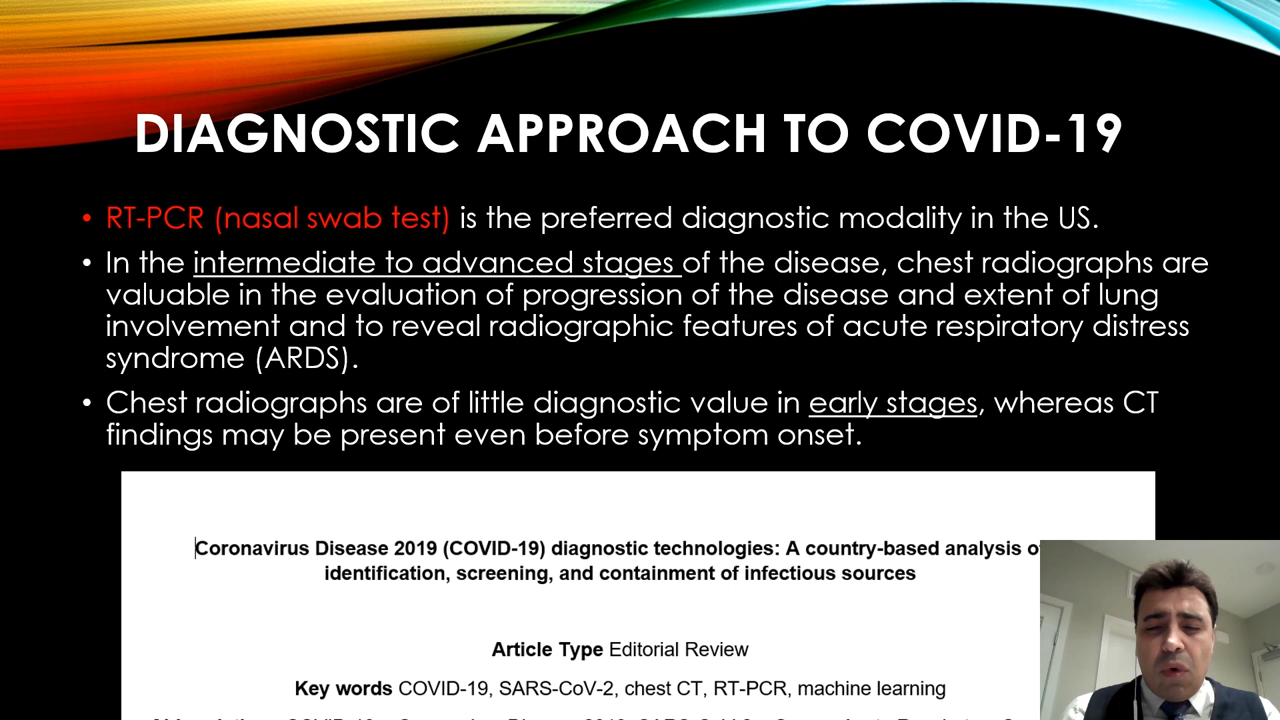 DIAGNOSTIC APPROACH TO COVID-19
• RT-PCR (nasal swab test) is the preferred diagnostic modality in the US.
• In the intermediate to advanced stages of the disease, chest radiographs are
valuable in the evaluation of progression of the disease and extent of lung
involvement and to reveal radiographic features of acute respiratory distress
syndrome (ARDS).
• Chest radiographs are of little diagnostic value in early stages, whereas CT
findings may be present even before symptom onset.
Coronavirus Disease 2019 (COVID-19) diagnostic technologies: A country-based analysis
identification, screening, and containment of infectious sources
Article Type Editorial Review
Key words COVID-19, SARS-CoV-2, chest CT, RT-PCR, machine learning